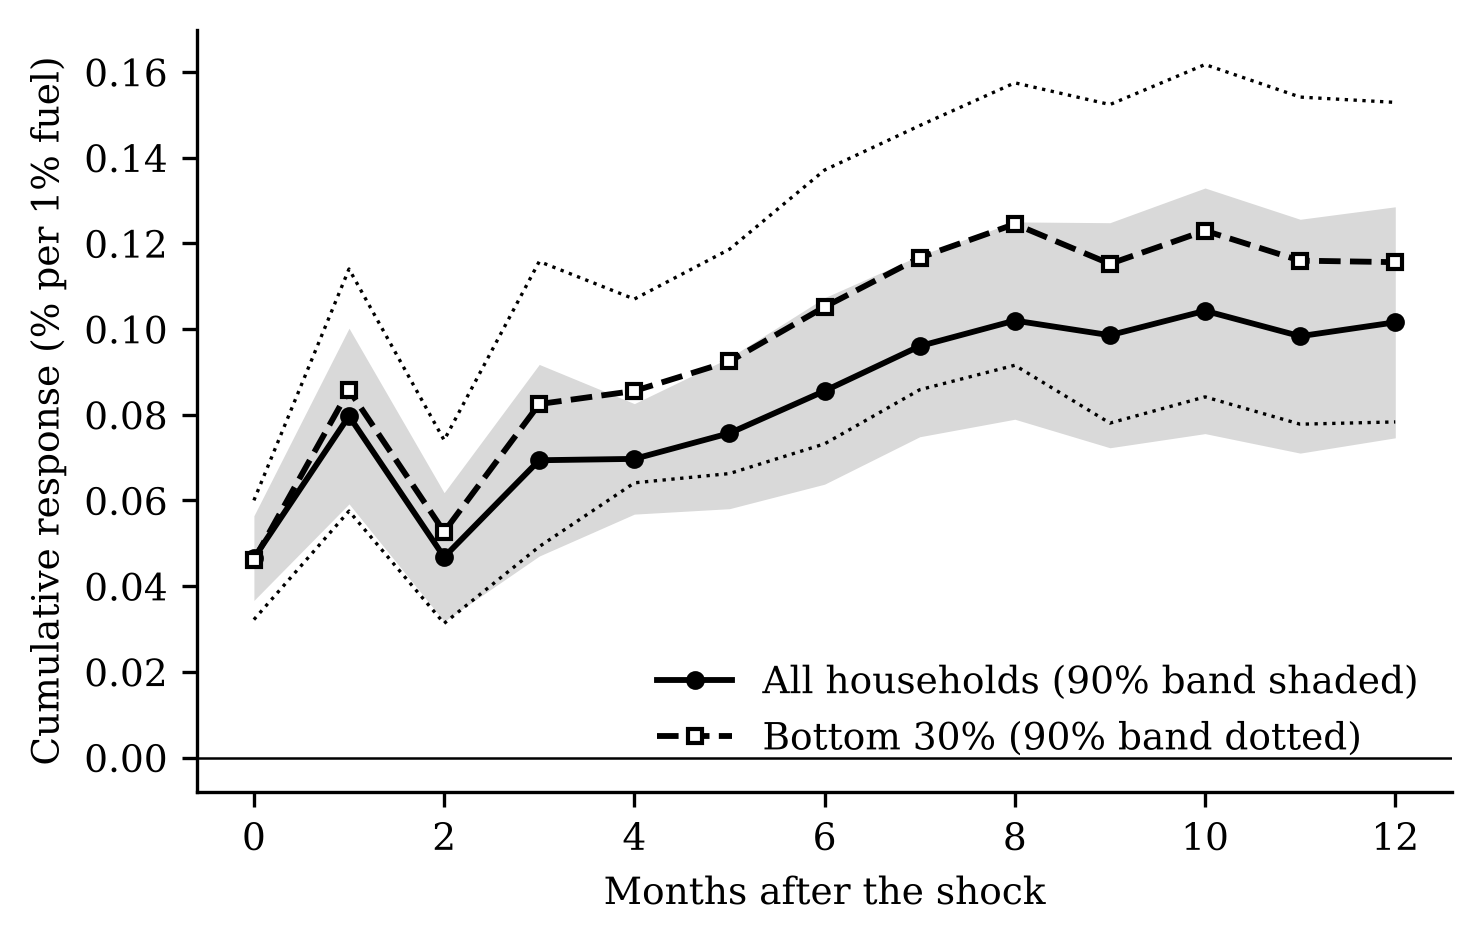 Cumulative response (% per 1% fuel)
0.16
0.14
0.12
0.10
0.08
0.06
0.04
0.02
0.00
All households (90% band shaded)
Bottom 30% (90% band dotted)
0 2 4 6 8 10 12
Months after the shock